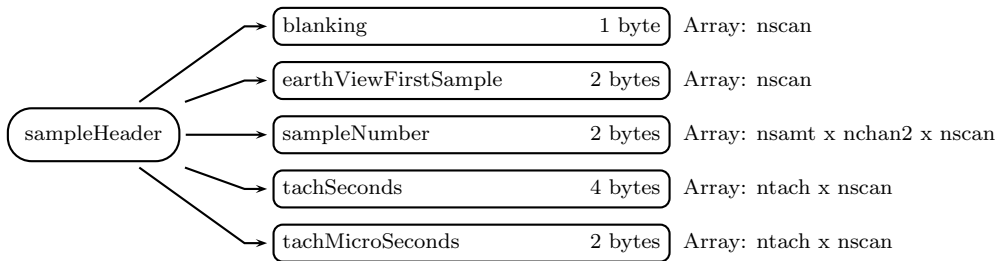 blanking 1 byte Array: nscan
earthViewFirstSample 2 bytes Array: nscan
sampleHeader
sampleNumber 2 bytes Array: nsamt x nchan2 x nscan
tachSeconds 4 bytes Array: ntach x nscan
tachMicroSeconds 2 bytes Array: ntach x nscan